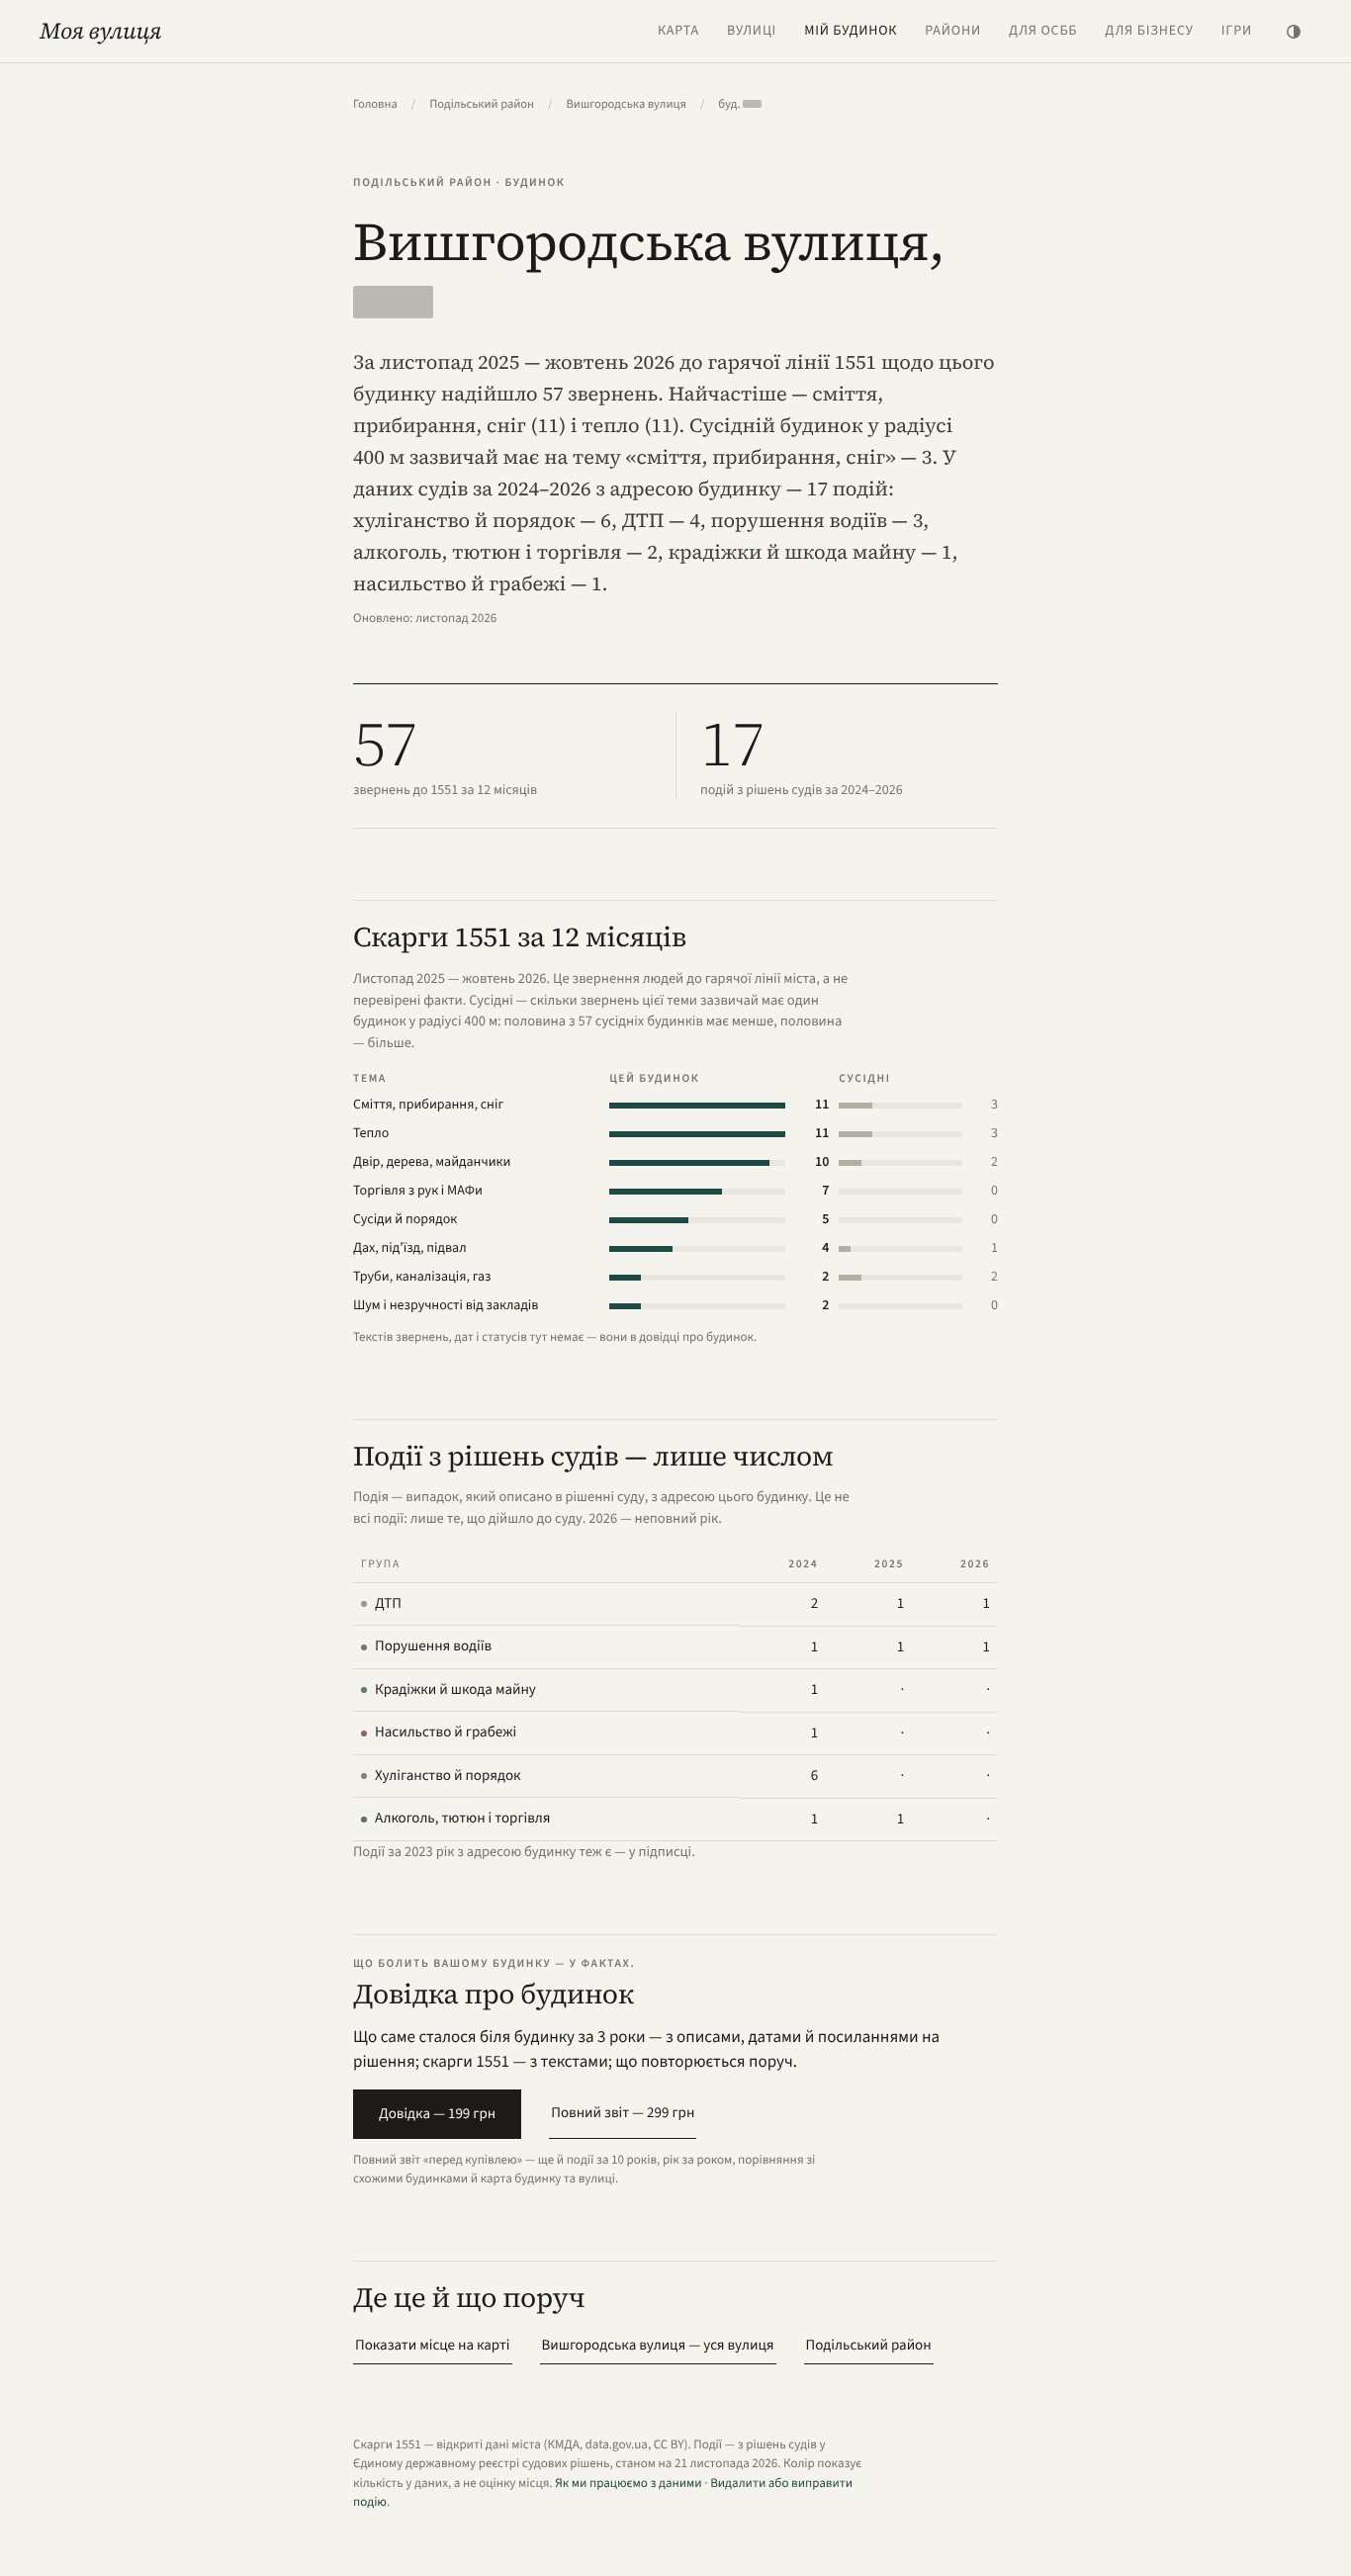 Моя вулиця
КАРТА ВУЛИЦІ МІЙ БУДИНОК РАЙОНИ ДЛЯ ОСББ ДЛЯ БІЗНЕСУ ІГРИ
Головна / Подільський район / Вишгородська вулиця / буд.
ПОДІЛЬСЬКИЙ РАЙОН · БУДИНОК
Вишгородська вулиця,
За листопад 2025 — жовтень 2026 до гарячої лінії 1551 щодо цього
будинку надійшло 57 звернень. Найчастіше — сміття,
прибирання, сніг (11) і тепло (11). Сусідній будинок у радіусі
400 м зазвичай має на тему «сміття, прибирання, сніг» — 3. У
даних судів за 2024–2026 з адресою будинку — 17 подій:
хуліганство й порядок — 6, ДТП — 4, порушення водіїв — 3,
алкоголь, тютюн і торгівля — 2, крадіжки й шкода майну — 1,
насильство й грабежі — 1.
Оновлено: листопад 2026
57 17
звернень до 1551 за 12 місяців подій з рішень судів за 2024–2026
Скарги 1551 за 12 місяців
Листопад 2025 — жовтень 2026. Це звернення людей до гарячої лінії міста, а не
перевірені факти. Сусідні — скільки звернень цієї теми зазвичай має один
будинок у радіусі 400 м: половина з 57 сусідніх будинків має менше, половина
— більше.
ТЕМА ЦЕЙ БУДИНОК СУСІДНІ
Сміття, прибирання, сніг 11 3
Тепло 11 3
Двір, дерева, майданчики 10 2
Торгівля з рук і МАФи 7 0
Сусіди й порядок 5 0
Дах, під’їзд, підвал 4 1
Труби, каналізація, газ 2 2
Шум і незручності від закладів 2 0
Текстів звернень, дат і статусів тут немає — вони в довідці про будинок.
Події з рішень судів — лише числом
Подія — випадок, який описано в рішенні суду, з адресою цього будинку. Це не
всі події: лише те, що дійшло до суду. 2026 — неповний рік.
ГРУПА 2024 2025 2026
ДТП 2 1 1
Порушення водіїв 1 1 1
Крадіжки й шкода майну 1 · ·
Насильство й грабежі 1 · ·
Хуліганство й порядок 6 · ·
Алкоголь, тютюн і торгівля 1 1 ·
Події за 2023 рік з адресою будинку теж є — у підписці.
ЩО БОЛИТЬ ВАШОМУ БУДИНКУ — У ФАКТАХ.
Довідка про будинок
Що саме сталося біля будинку за 3 роки — з описами, датами й посиланнями на
рішення; скарги 1551 — з текстами; що повторюється поруч.
Довідка — 199 грн Повний звіт — 299 грн
Повний звіт «перед купівлею» — ще й події за 10 років, рік за роком, порівняння зі
схожими будинками й карта будинку та вулиці.
Де це й що поруч
Показати місце на карті Вишгородська вулиця — уся вулиця Подільський район
Скарги 1551 — відкриті дані міста (КМДА, data.gov.ua, CC BY). Події — з рішень судів у
Єдиному державному реєстрі судових рішень, станом на 21 листопада 2026. Колір показує
кількість у даних, а не оцінку місця. Як ми працюємо з даними · Видалити або виправити
подію.